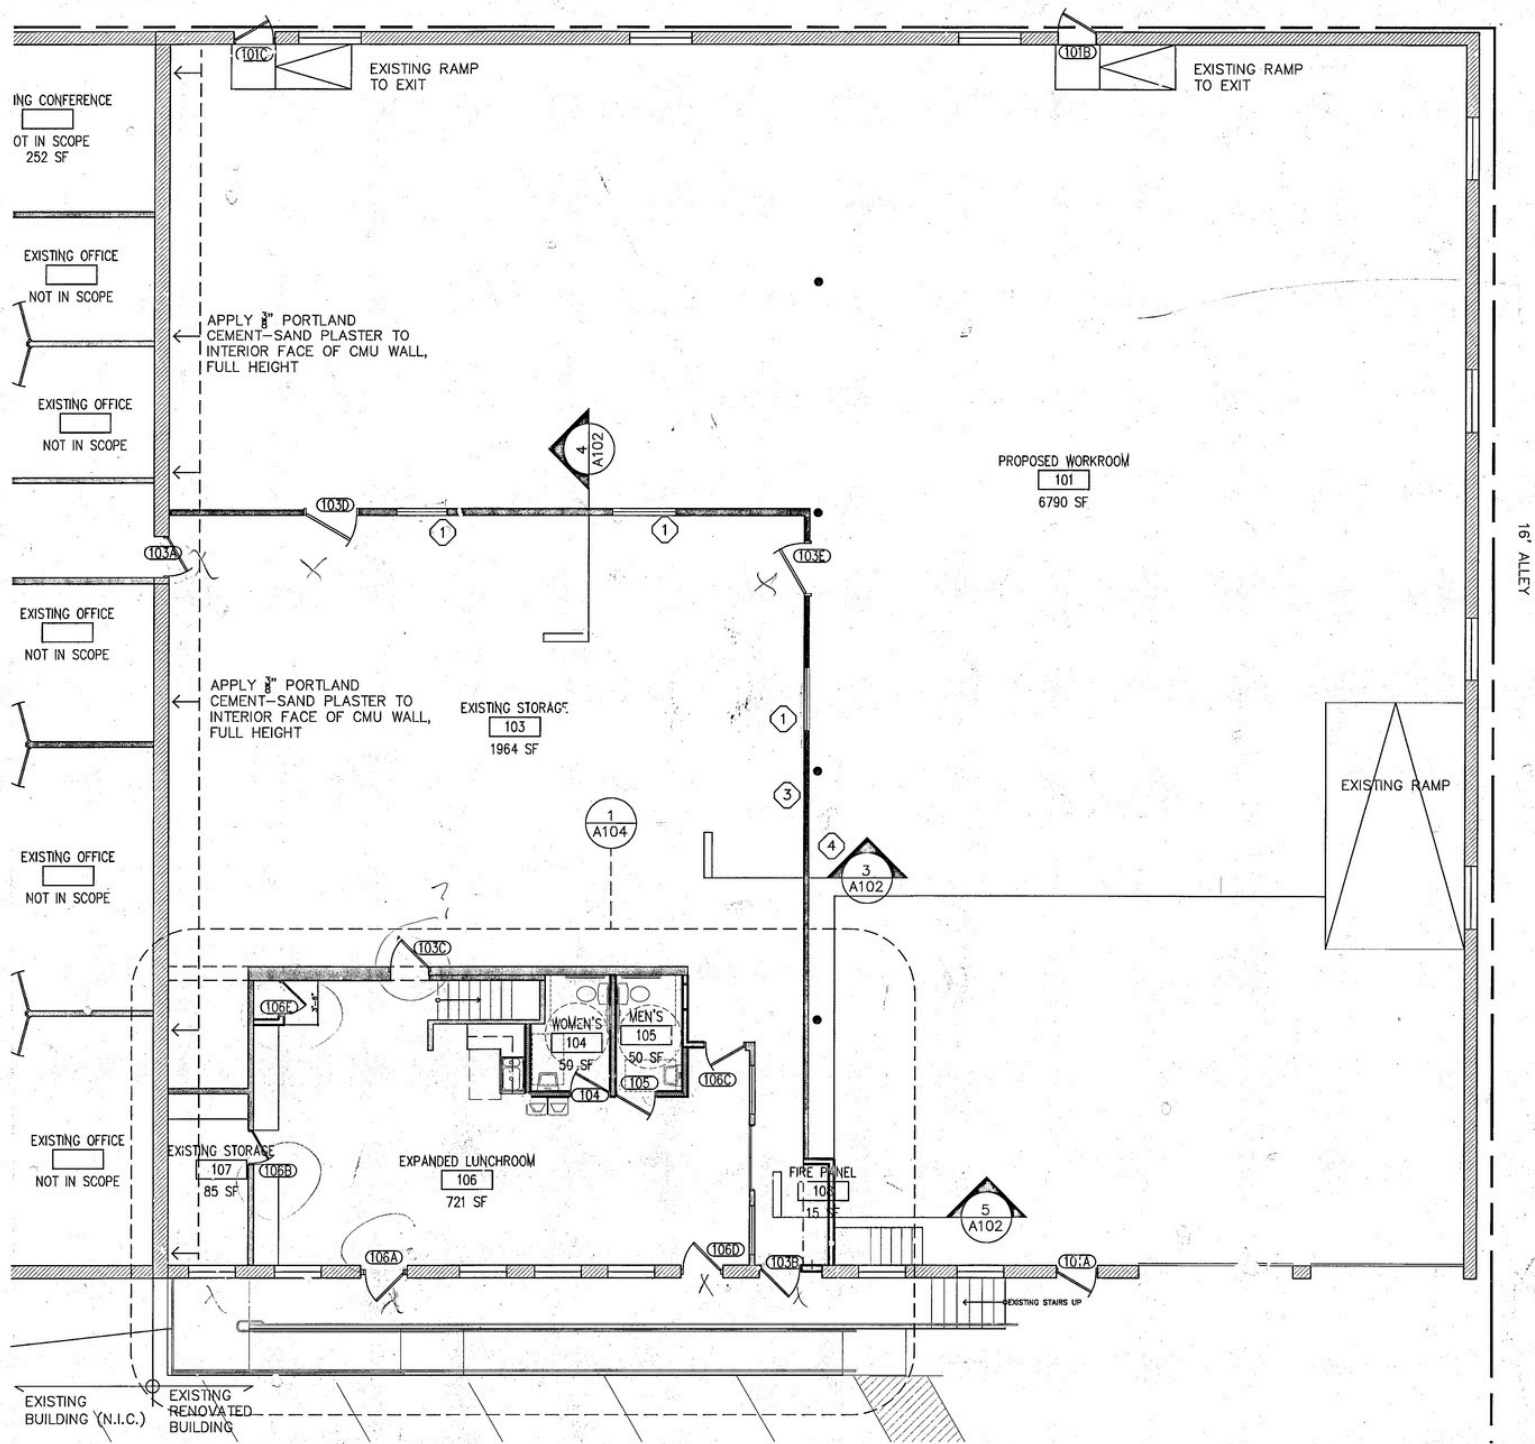 101C
EXISTING RAMP
TO EXIT
101B
EXISTING RAMP
TO EXIT
ING CONFERENCE
OT IN SCOPE
252 SF
EXISTING OFFICE
NOT IN SCOPE
APPLY 3/8" PORTLAND
CEMENT-SAND PLASTER TO
INTERIOR FACE OF CMU WALL,
FULL HEIGHT
EXISTING OFFICE
NOT IN SCOPE
4
A102
PROPOSED WORKROOM
101
6790 SF
103D
1
1
103A
103E
16' ALLEY
EXISTING OFFICE
NOT IN SCOPE
APPLY 3/8" PORTLAND
CEMENT-SAND PLASTER TO
INTERIOR FACE OF CMU WALL,
FULL HEIGHT
EXISTING STORAGE
103
1964 SF
1
3
EXISTING RAMP
1
A104
4
3
A102
EXISTING OFFICE
NOT IN SCOPE
?
103C
106E
3'-6"
WOMEN'S
104
50 SF
MEN'S
105
50 SF
104
105
106C
EXISTING OFFICE
NOT IN SCOPE
EXISTING STORAGE
107
85 SF
106B
EXPANDED LUNCHROOM
106
721 SF
FIRE PANEL
108
15 SF
5
A102
106A
106D
103B
101A
EXISTING STAIRS UP
EXISTING
BUILDING (N.I.C.)
EXISTING
RENOVATED
BUILDING